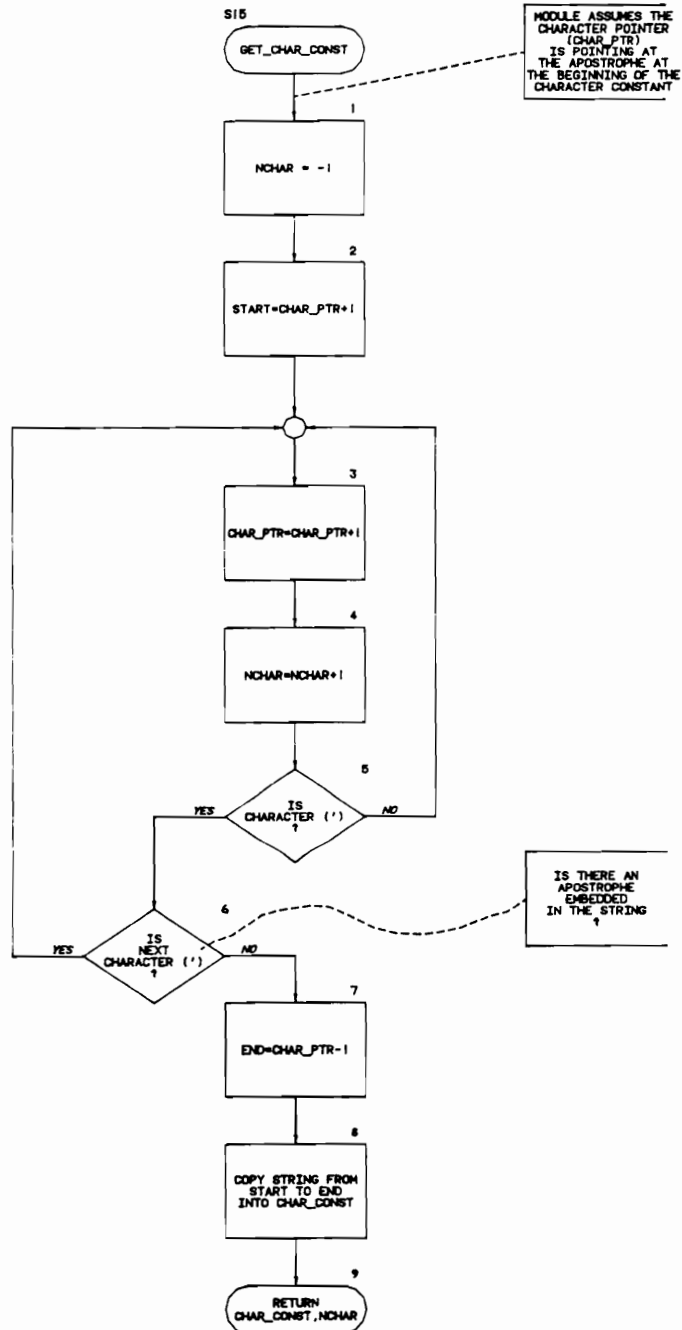 S15
GET_CHAR_CONST
MODULE ASSUMES THE
CHARACTER POINTER
(CHAR_PTR)
IS POINTING AT
THE APOSTROPHE AT
THE BEGINNING OF THE
CHARACTER CONSTANT
1
NCHAR = -1
2
START=CHAR_PTR+1
3
CHAR_PTR=CHAR_PTR+1
4
NCHAR=NCHAR+1
5
IS
CHARACTER (')
?
YES
NO
6
IS
NEXT
CHARACTER (')
?
YES
NO
IS THERE AN
APOSTROPHE
EMBEDDED
IN THE STRING
?
7
END=CHAR_PTR-1
8
COPY STRING FROM
START TO END
INTO CHAR_CONST
9
RETURN
CHAR_CONST,NCHAR